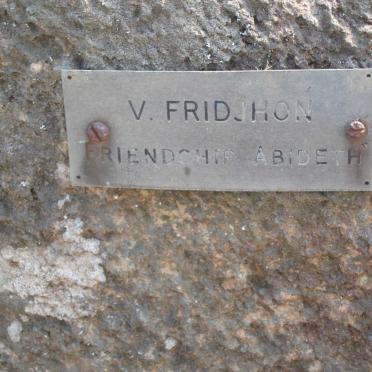 V. FRIDJHON
FRIENDSHIP ABIDETH